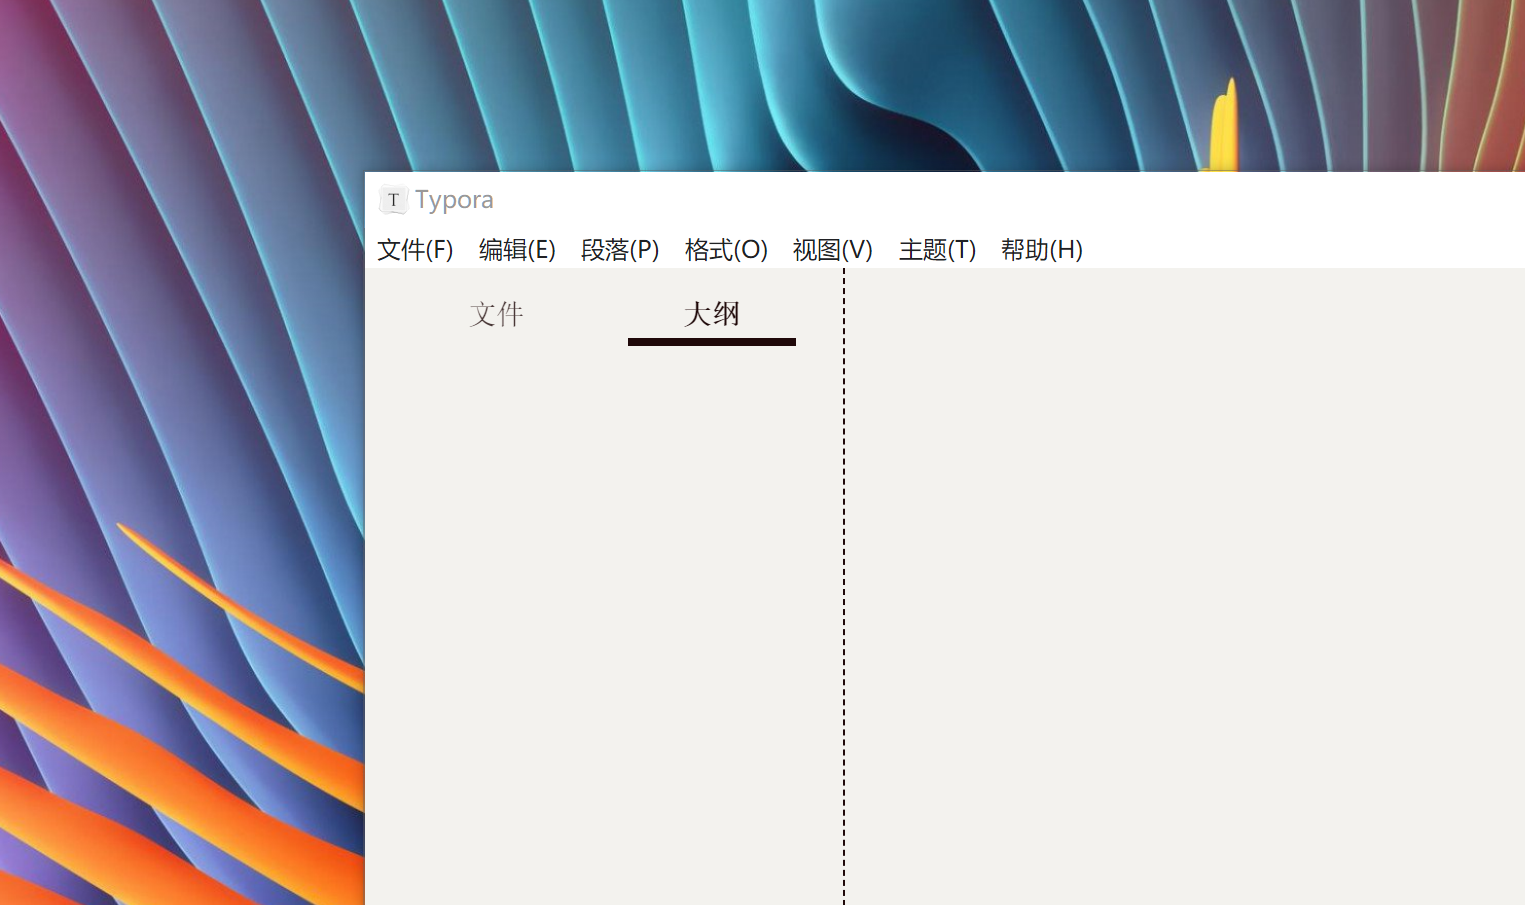 T Typora
文件(F) 编辑(E) 段落(P) 格式(O) 视图(V) 主题(T) 帮助(H)
文件 大纲